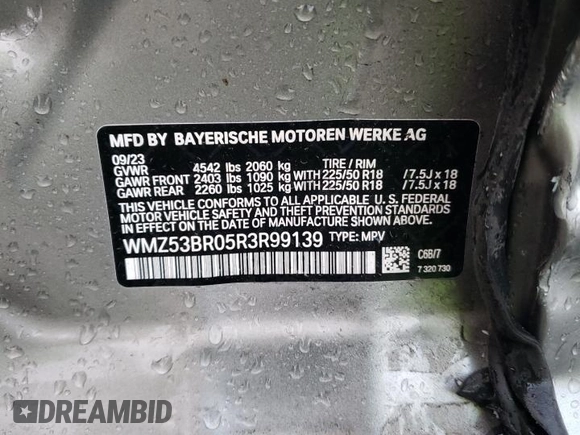 MFD BY BAYERISCHE MOTOREN WERKE AG
09/23
GVWR 4542 lbs 2060 kg TIRE / RIM
GAWR FRONT 2403 lbs 1090 kg WITH 225/50 R18 /7.5J x 18
GAWR REAR 2260 lbs 1025 kg WITH 225/50 R18 /7.5J x 18
THIS VEHICLE CONFORMS TO ALL APPLICABLE U. S. FEDERAL
MOTOR VEHICLE SAFETY, BUMPER, AND THEFT PREVENTION STANDARDS
IN EFFECT ON THE DATE OF MANUFACTURE SHOWN ABOVE.
WMZ53BR05R3R99139 TYPE: MPV
C6B/7
7 320 730
DREAMBID